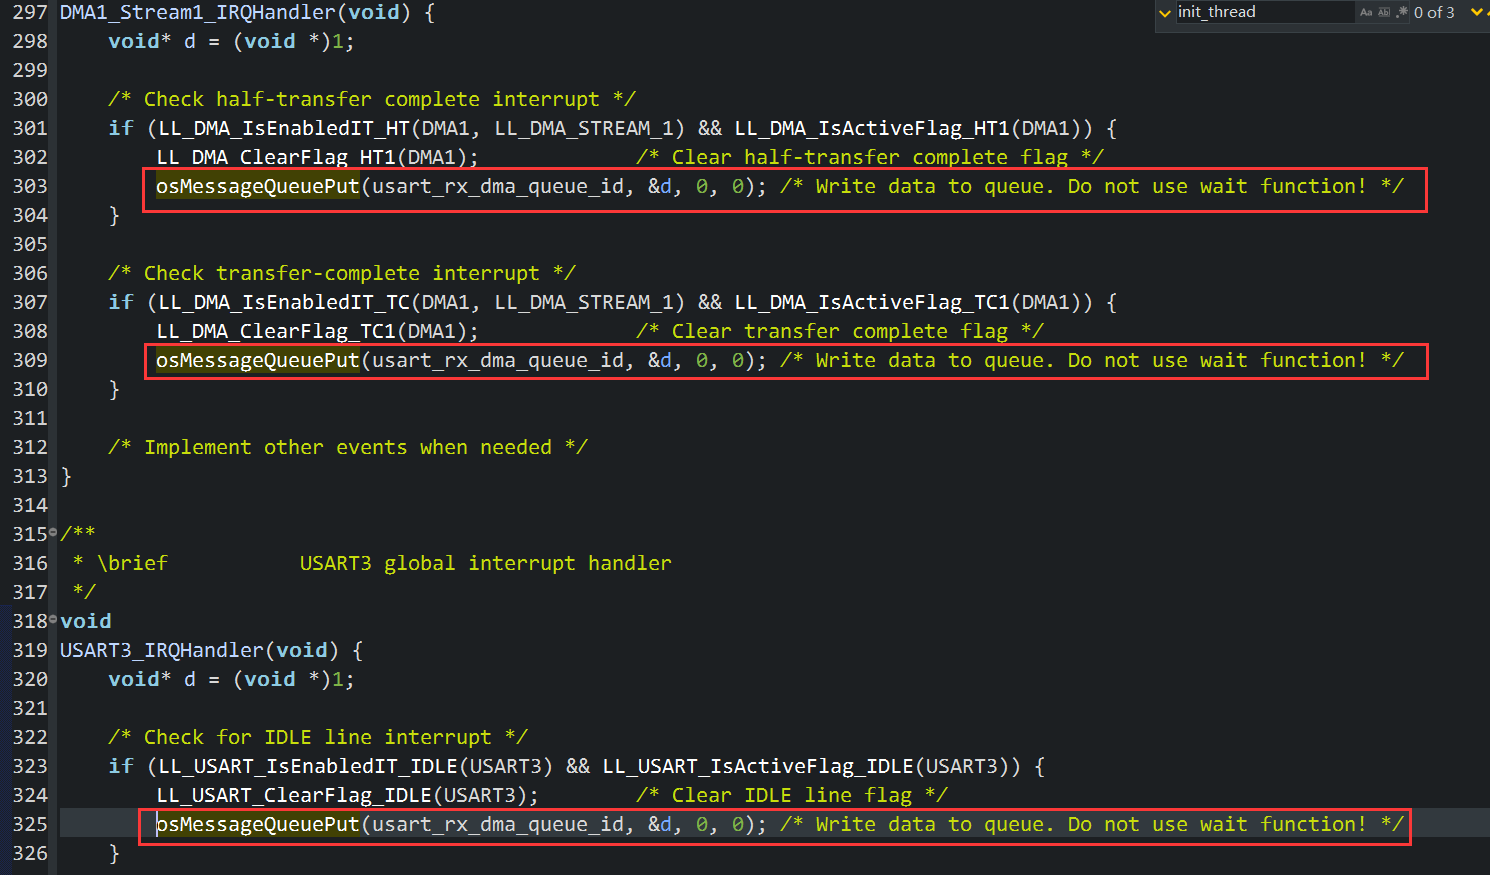 init_thread Aa Ab .* 0 of 3
297 DMA1_Stream1_IRQHandler(void) {
298     void* d = (void *)1;
299
300     /* Check half-transfer complete interrupt */
301     if (LL_DMA_IsEnabledIT_HT(DMA1, LL_DMA_STREAM_1) && LL_DMA_IsActiveFlag_HT1(DMA1)) {
302         LL_DMA_ClearFlag_HT1(DMA1);             /* Clear half-transfer complete flag */
303         osMessageQueuePut(usart_rx_dma_queue_id, &d, 0, 0); /* Write data to queue. Do not use wait function! */
304     }
305
306     /* Check transfer-complete interrupt */
307     if (LL_DMA_IsEnabledIT_TC(DMA1, LL_DMA_STREAM_1) && LL_DMA_IsActiveFlag_TC1(DMA1)) {
308         LL_DMA_ClearFlag_TC1(DMA1);             /* Clear transfer complete flag */
309         osMessageQueuePut(usart_rx_dma_queue_id, &d, 0, 0); /* Write data to queue. Do not use wait function! */
310     }
311
312     /* Implement other events when needed */
313 }
314
315 /**
316  * \brief           USART3 global interrupt handler
317  */
318 void
319 USART3_IRQHandler(void) {
320     void* d = (void *)1;
321
322     /* Check for IDLE line interrupt */
323     if (LL_USART_IsEnabledIT_IDLE(USART3) && LL_USART_IsActiveFlag_IDLE(USART3)) {
324         LL_USART_ClearFlag_IDLE(USART3);        /* Clear IDLE line flag */
325         osMessageQueuePut(usart_rx_dma_queue_id, &d, 0, 0); /* Write data to queue. Do not use wait function! */
326     }